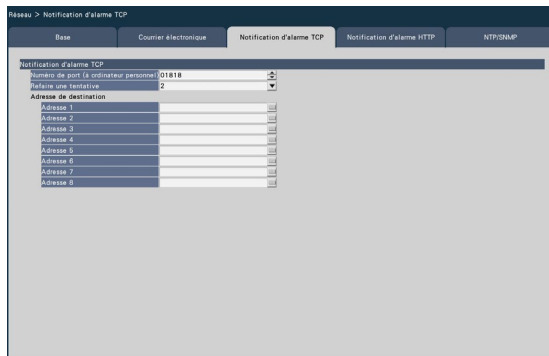 Réseau > Notification d'alarme TCP
Base Courrier électronique Notification d'alarme TCP Notification d'alarme HTTP NTP/SNMP
Notification d'alarme TCP
Numéro de port (à ordinateur personnel) 01818
Refaire une tentative 2
Adresse de destination
Adresse 1
Adresse 2
Adresse 3
Adresse 4
Adresse 5
Adresse 6
Adresse 7
Adresse 8